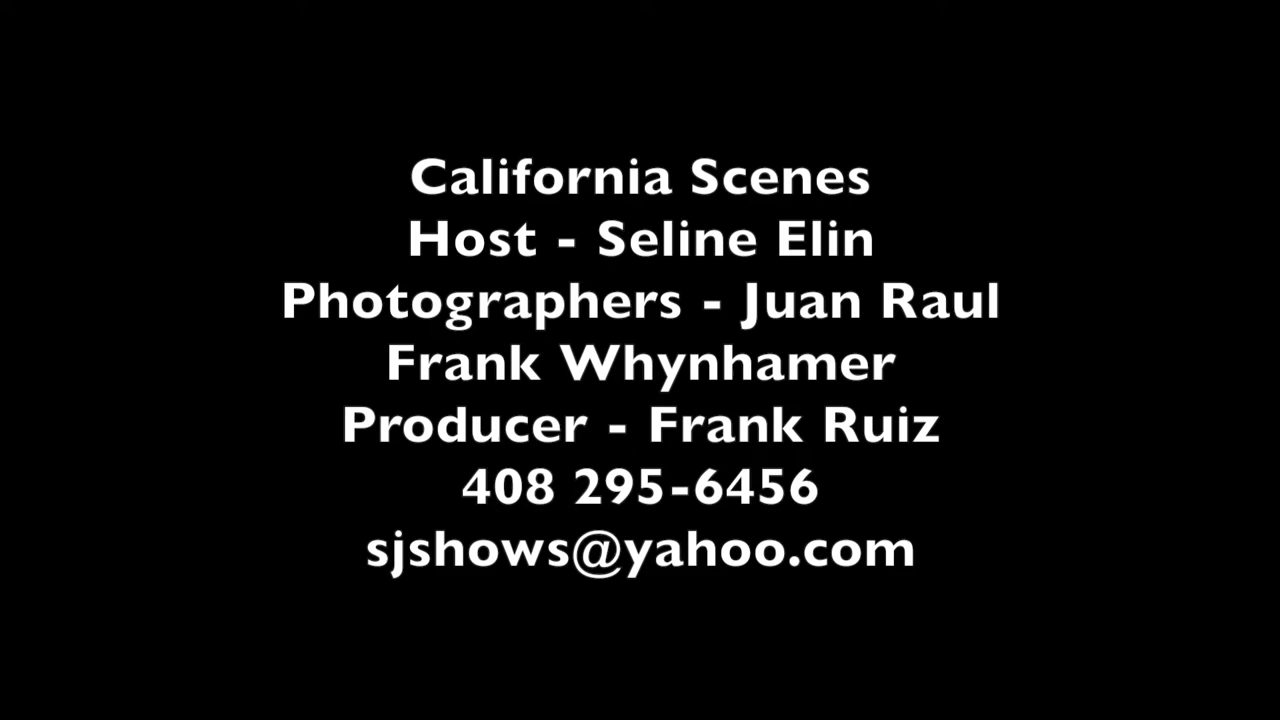 California Scenes
Host - Seline Elin
Photographers - Juan Raul
Frank Whynhamer
Producer - Frank Ruiz
408 295-6456
sjshows@yahoo.com